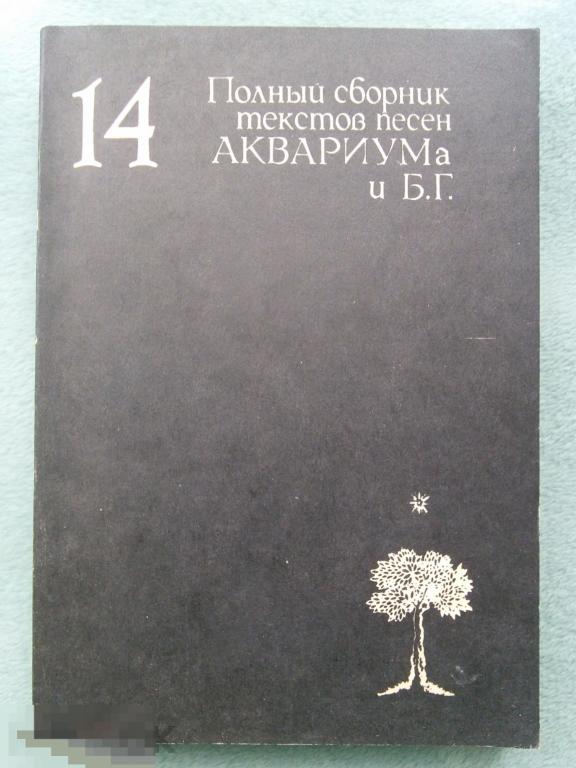 14
Полный сборник
текстов песен
АКВАРИУМа
и Б.Г.